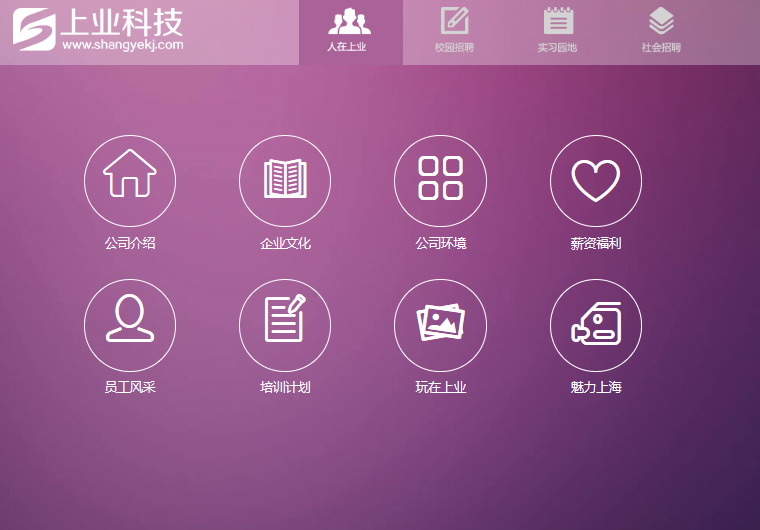 上业科技
www.shangyekj.com
人在上业
校园招聘
实习园地
社会招聘
公司介绍
企业文化
公司环境
薪资福利
员工风采
培训计划
玩在上业
魅力上海